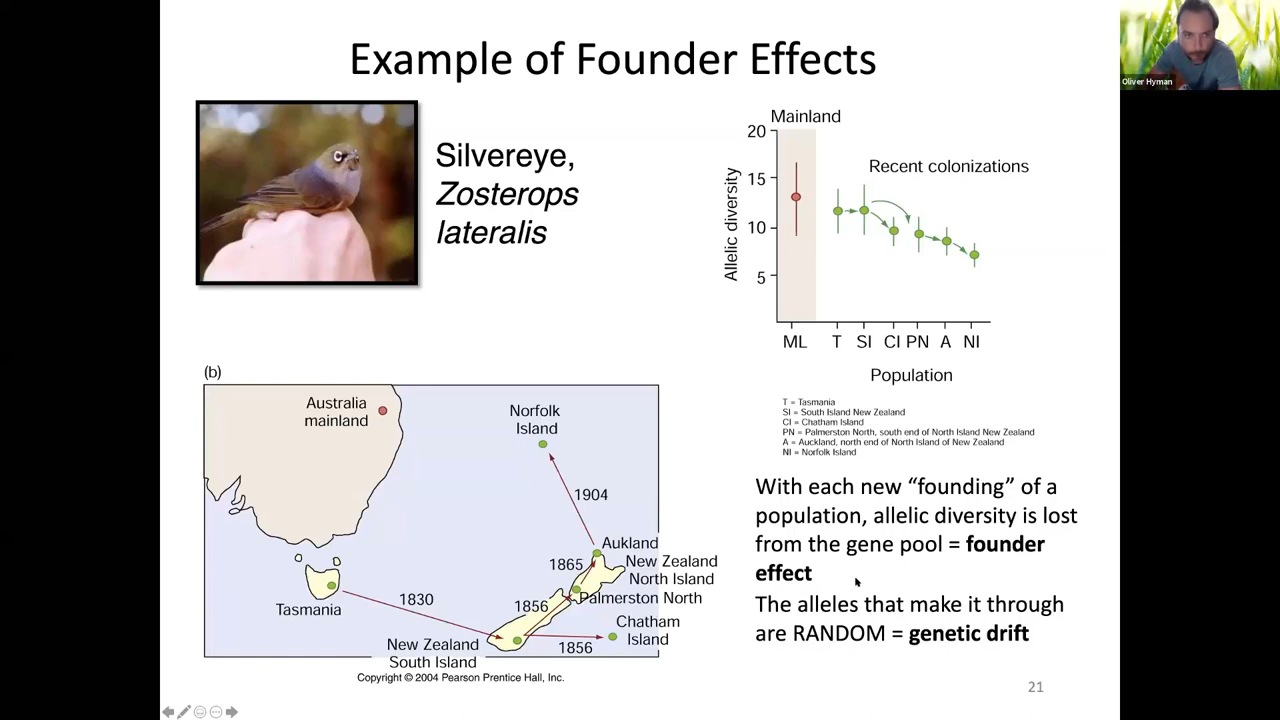 Example of Founder Effects
Oliver Hyman
Silvereye,
Zosterops
lateralis
Mainland
20
15
10
5
Allelic diversity
Recent colonizations
ML T SI CI PN A NI
Population
T = Tasmania
SI = South Island New Zealand
CI = Chatham Island
PN = Palmerston North, south end of North Island New Zealand
A = Auckland, north end of North Island of New Zealand
NI = Norfolk Island
(b)
Australia
mainland
Norfolk
Island
1904
Aukland
New Zealand
North Island
1865
Palmerston North
1856
Tasmania
1830
Chatham
Island
1856
New Zealand
South Island
Copyright © 2004 Pearson Prentice Hall, Inc.
With each new “founding” of a
population, allelic diversity is lost
from the gene pool = founder
effect
The alleles that make it through
are RANDOM = genetic drift
21